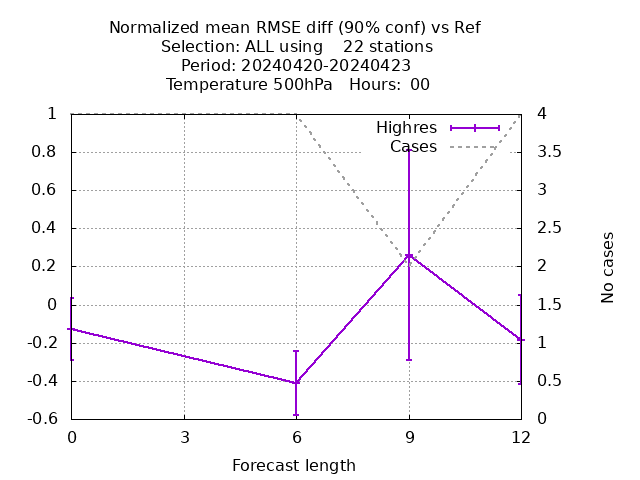 Normalized mean RMSE diff (90% conf) vs Ref
Selection: ALL using    22 stations
Period: 20240420-20240423
Temperature 500hPa   Hours:  00
Highres
Cases
1
0.8
0.6
0.4
0.2
0
-0.2
-0.4
-0.6
4
3.5
3
2.5
2
1.5
1
0.5
0
No cases
0 3 6 9 12
Forecast length